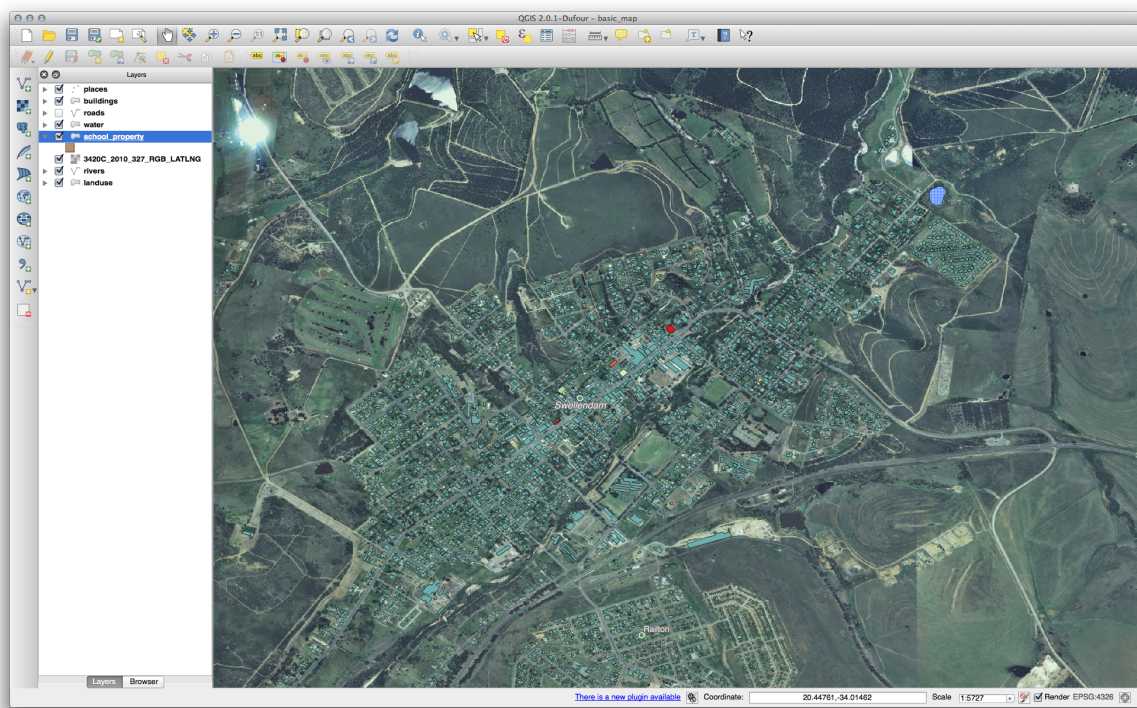 QGIS 2.0.1-Dufour - basic_map
Layers
places
buildings
roads
water
school_property
3420C_2010_327_RGB_LATLNG
rivers
landuse
Swellendam
Railton
Layers Browser
There is a new plugin available Coordinate: 20.44761,-34.01462 Scale 1:5727 Render EPSG:4326